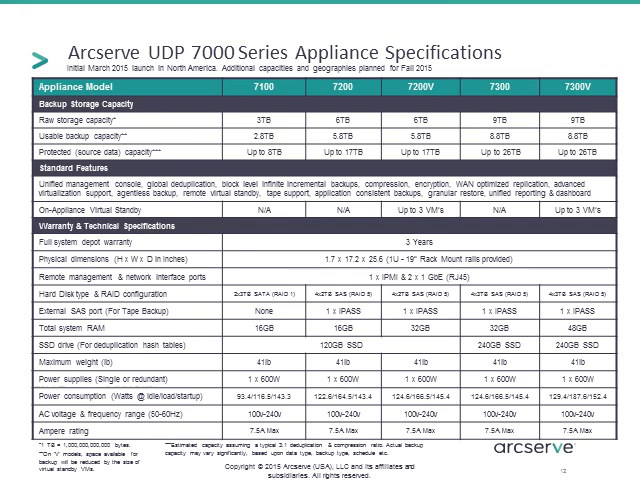 Arcserve UDP 7000 Series Appliance Specifications
Initial March 2015 launch in North America. Additional capacities and geographies planned for Fall 2015
Appliance Model 7100 7200 7200V 7300 7300V
Backup Storage Capacity
Raw storage capacity* 3TB 6TB 6TB 9TB 9TB
Usable backup capacity** 2.8TB 5.8TB 5.8TB 8.8TB 8.8TB
Protected (source data) capacity*** Up to 8TB Up to 17TB Up to 17TB Up to 26TB Up to 26TB
Standard Features
Unified management console, global deduplication, block level infinite incremental backups, compression, encryption, WAN optimized replication, advanced
virtualization support, agentless backup, remote virtual standby, tape support, application consistent backups, granular restore, unified reporting & dashboard
On-Appliance Virtual Standby N/A N/A Up to 3 VM's N/A Up to 3 VM's
Warranty & Technical Specifications
Full system depot warranty 3 Years
Physical dimensions (H x W x D in inches) 1.7 x 17.2 x 25.6 (1U - 19" Rack Mount rails provided)
Remote management & network interface ports 1 x IPMI & 2 x 1 GbE (RJ45)
Hard Disk type & RAID configuration 2x3TB SATA (RAID 1) 4x2TB SAS (RAID 5) 4x2TB SAS (RAID 5) 4x3TB SAS (RAID 5) 4x3TB SAS (RAID 5)
External SAS port (For Tape Backup) None 1 x IPASS 1 x IPASS 1 x IPASS 1 x IPASS
Total system RAM 16GB 16GB 32GB 32GB 48GB
SSD drive (For deduplication hash tables) 120GB SSD 240GB SSD 240GB SSD
Maximum weight (lb) 41lb 41lb 41lb 41lb 41lb
Power supplies (Single or redundant) 1 x 600W 1 x 600W 1 x 600W 1 x 600W 1 x 600W
Power consumption (Watts @ idle/load/startup) 93.4/116.5/143.3 122.6/164.5/143.4 124.6/166.5/145.4 124.6/166.5/145.4 129.4/187.6/152.4
AC voltage & frequency range (50-60Hz) 100v-240v 100v-240v 100v-240v 100v-240v 100v-240v
Ampere rating 7.5A Max 7.5A Max 7.5A Max 7.5A Max 7.5A Max
*1 TB = 1,000,000,000,000 bytes.
**On 'V' models, space available for
backup will be reduced by the size of
virtual standby VMs.
***Estimated capacity assuming a typical 3:1 deduplication & compression ratio. Actual backup
capacity may vary significantly, based upon data type, backup type, schedule etc.
arcserve
Copyright © 2015 Arcserve (USA), LLC and its affiliates and
subsidiaries. All rights reserved.
12